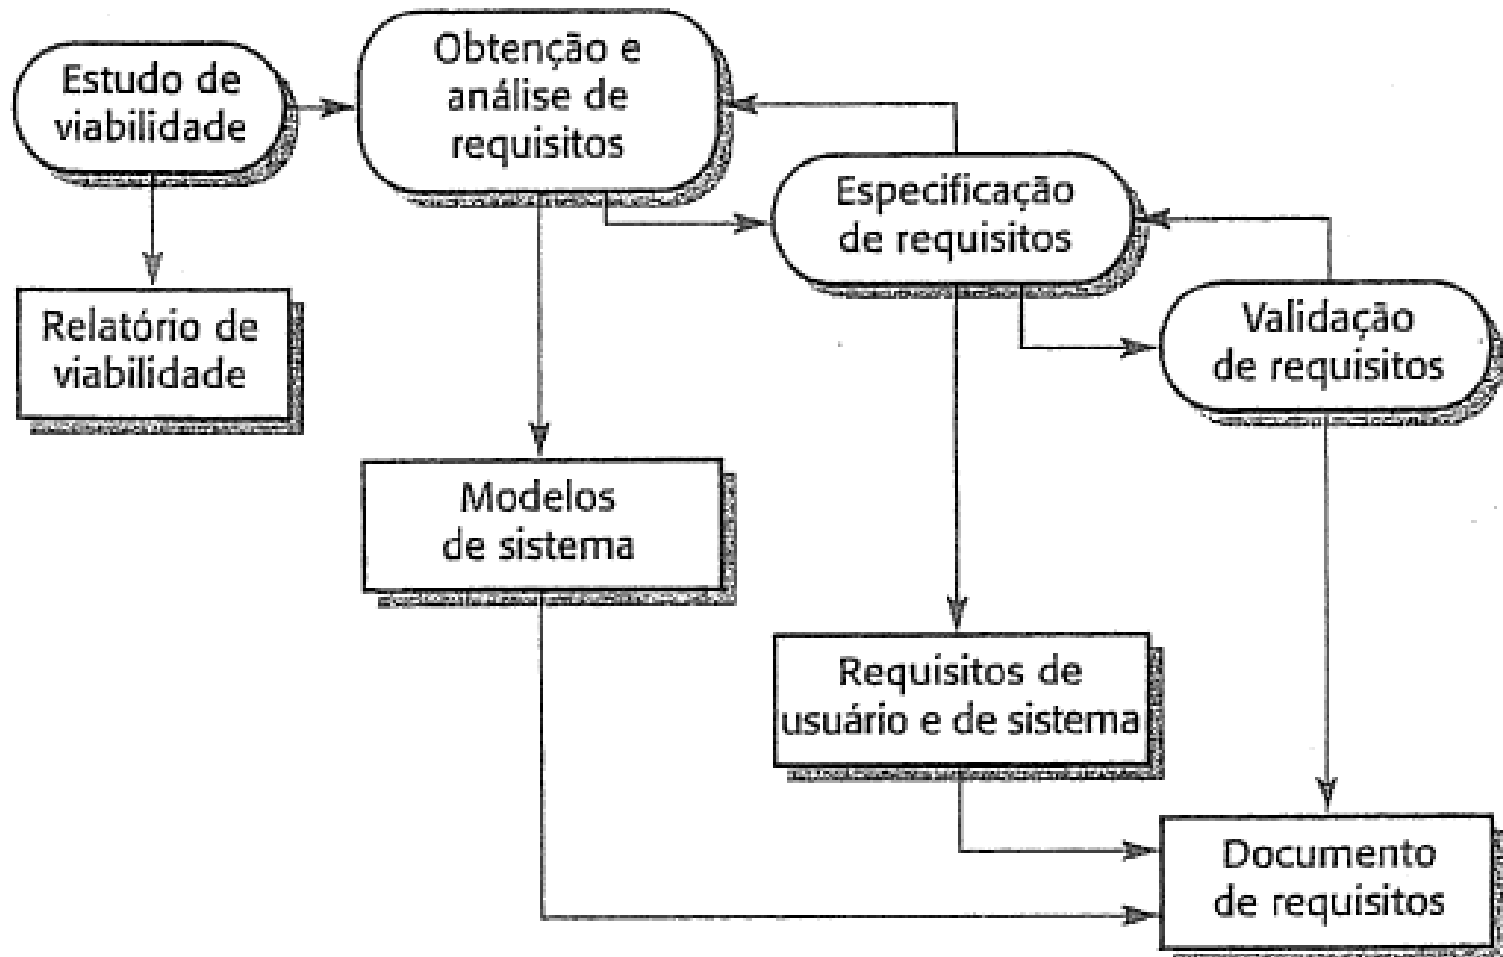 Estudo de
viabilidade
Obtenção e
análise de
requisitos
Especificação
de requisitos
Validação
de requisitos
Relatório de
viabilidade
Modelos
de sistema
Requisitos de
usuário e de sistema
Documento
de requisitos